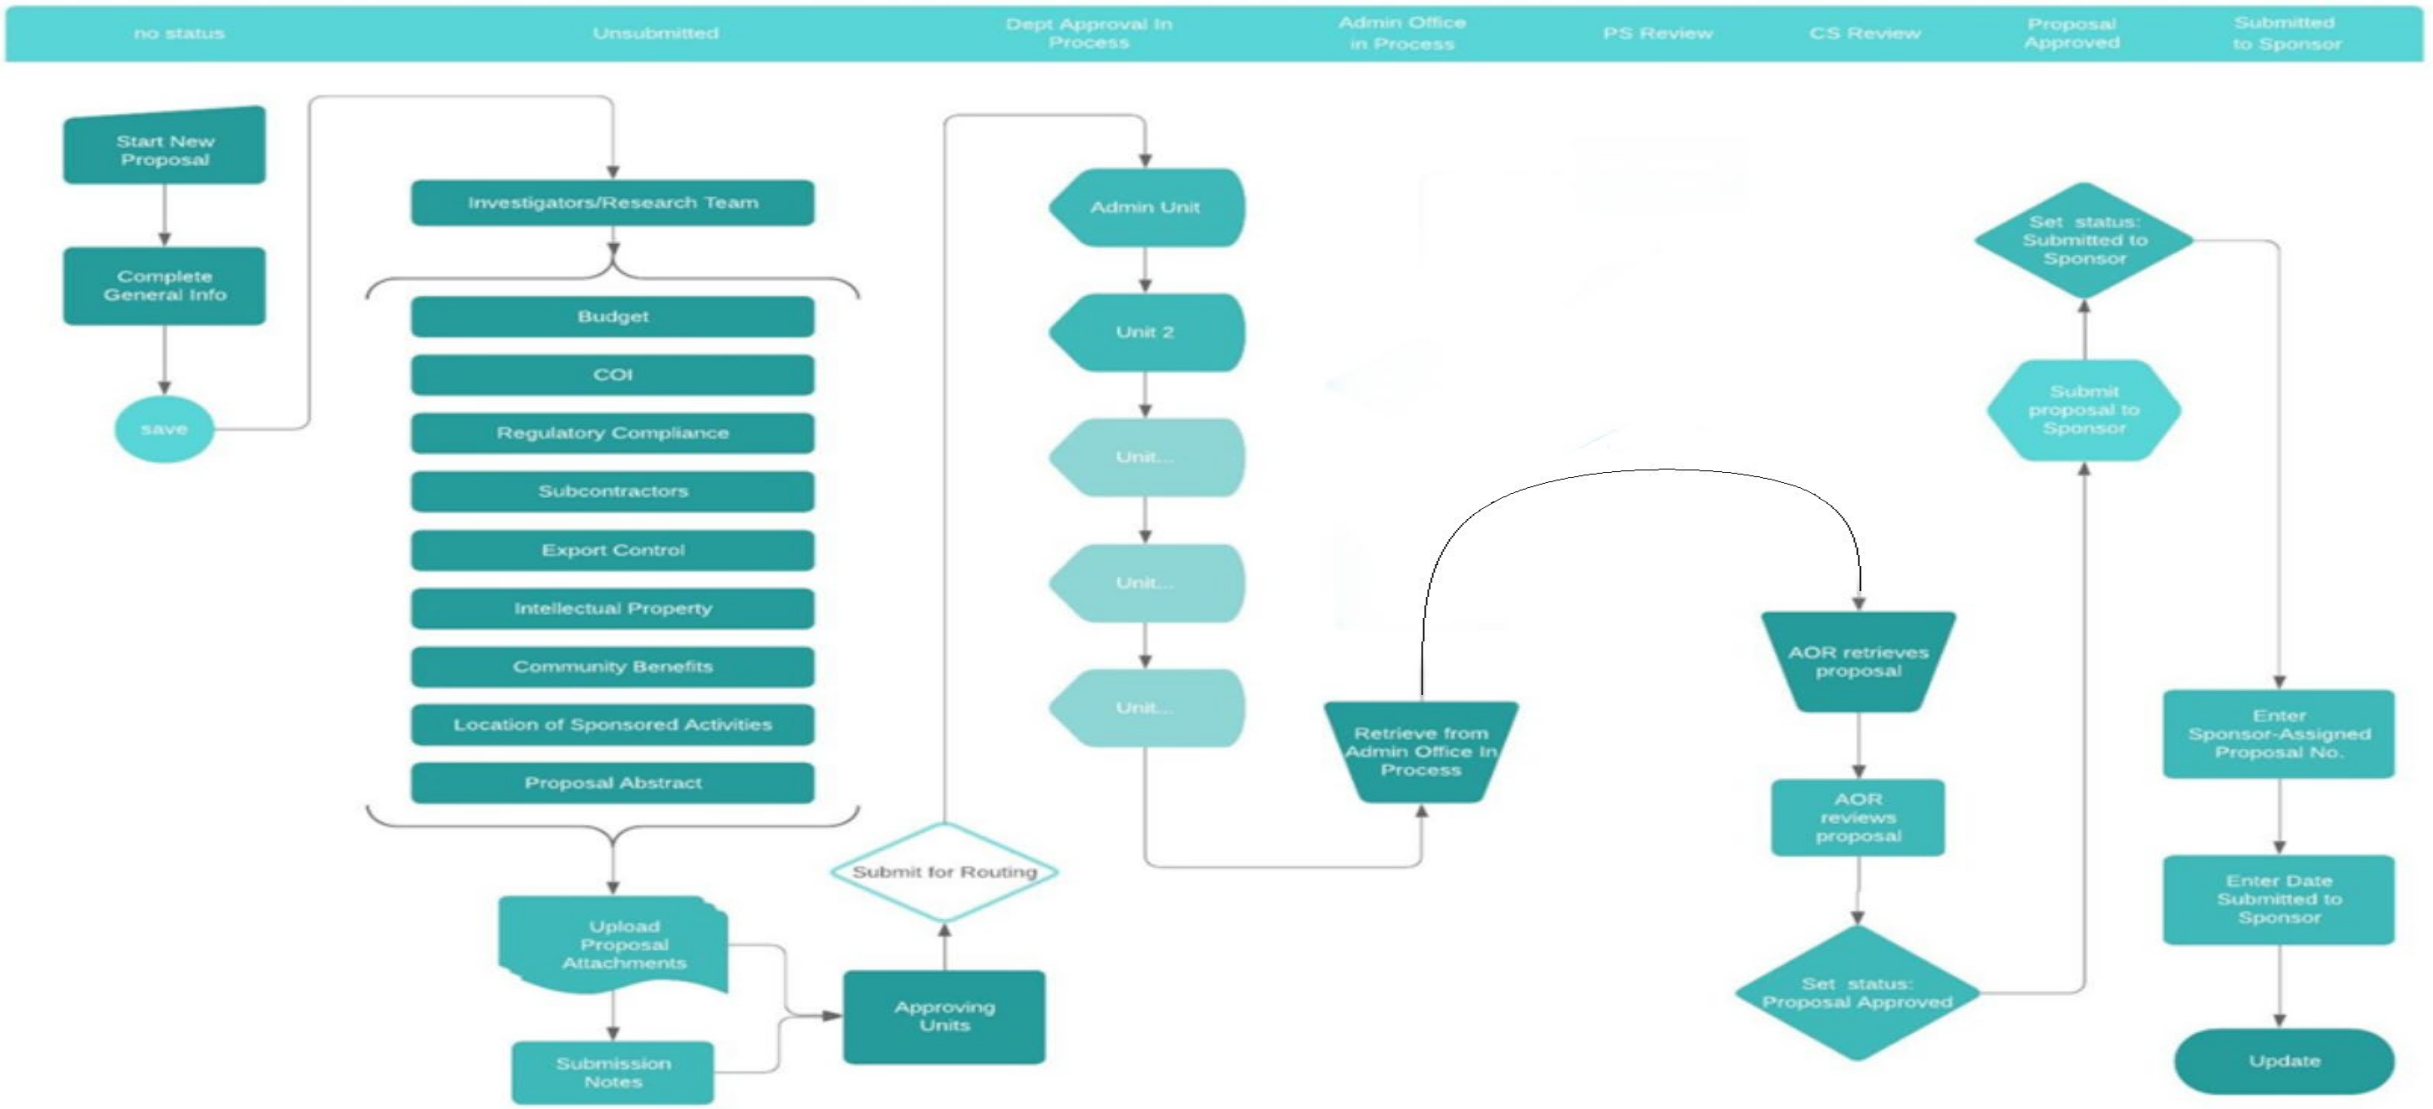 no status
Unsubmitted
Dept Approval In
Process
Admin Office
in Process
PS Review
CS Review
Proposal
Approved
Submitted
to Sponsor
Start New
Proposal
Complete
General Info
save
Investigators/Research Team
Budget
COI
Regulatory Compliance
Subcontractors
Export Control
Intellectual Property
Community Benefits
Location of Sponsored Activities
Proposal Abstract
Upload
Proposal
Attachments
Submission
Notes
Approving
Units
Submit for Routing
Admin Unit
Unit 2
Unit...
Unit...
Unit...
Retrieve from
Admin Office In
Process
AOR retrieves
proposal
AOR
reviews
proposal
Set status:
Proposal Approved
Submit
proposal to
Sponsor
Set status:
Submitted to
Sponsor
Enter
Sponsor-Assigned
Proposal No.
Enter Date
Submitted to
Sponsor
Update